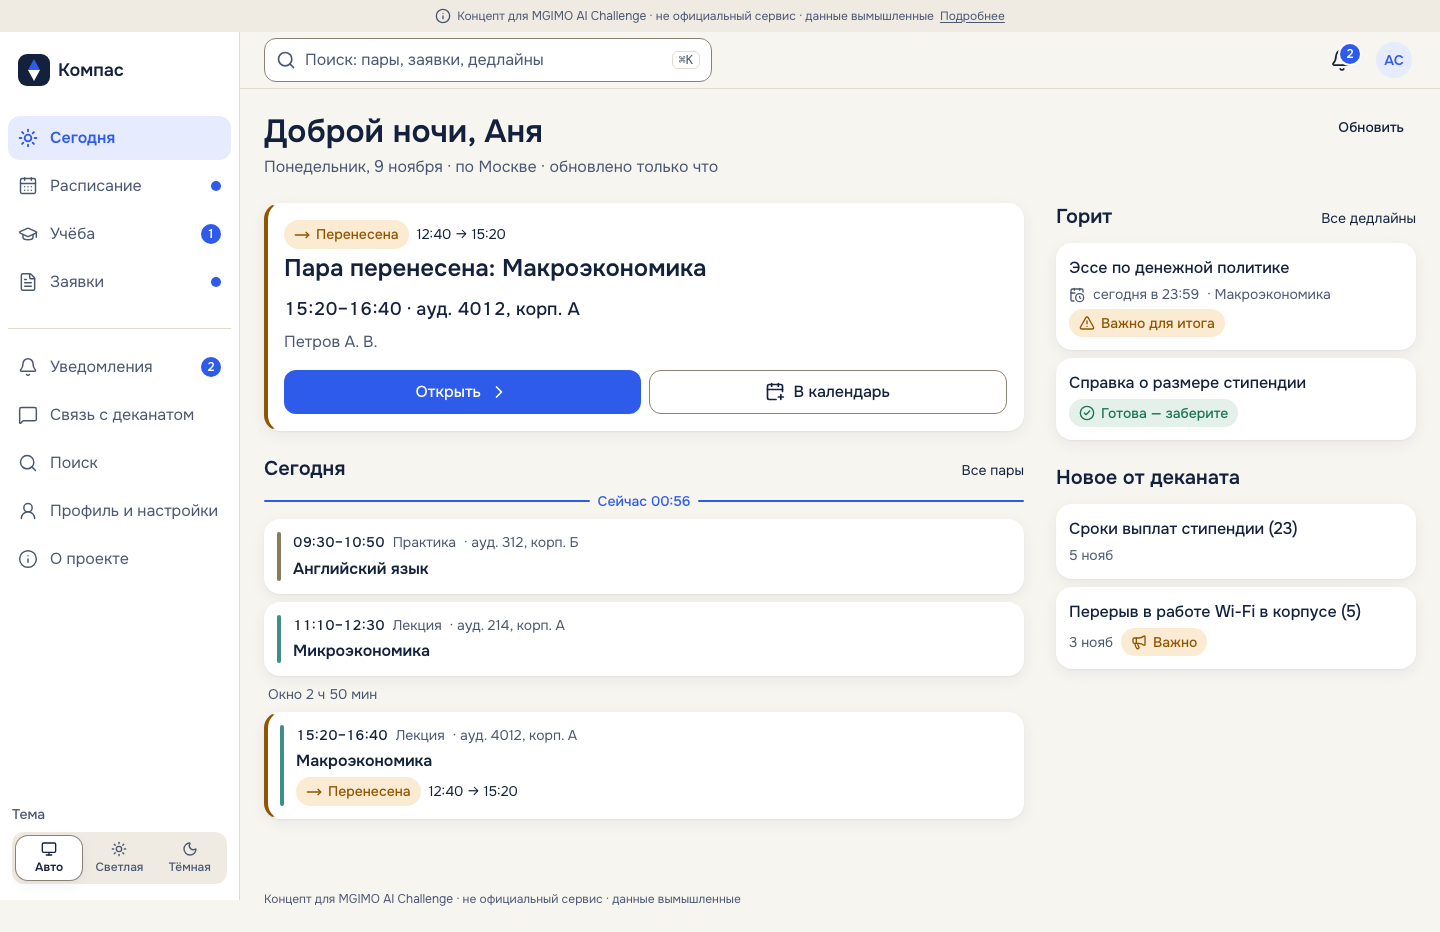 Концепт для MGIMO AI Challenge · не официальный сервис · данные вымышленные Подробнее
Компас
Поиск: пары, заявки, дедлайны
⌘K
2
АС
Сегодня
Расписание
Учёба
1
Заявки
Уведомления
2
Связь с деканатом
Поиск
Профиль и настройки
О проекте
Тема
Авто
Светлая
Тёмная
Доброй ночи, Аня
Обновить
Понедельник, 9 ноября · по Москве · обновлено только что
Перенесена 12:40 → 15:20
Пара перенесена: Макроэкономика
15:20–16:40 · ауд. 4012, корп. А
Петров А. В.
Открыть
В календарь
Сегодня
Все пары
Сейчас 00:56
09:30–10:50 Практика · ауд. 312, корп. Б
Английский язык
11:10–12:30 Лекция · ауд. 214, корп. А
Микроэкономика
Окно 2 ч 50 мин
15:20–16:40 Лекция · ауд. 4012, корп. А
Макроэкономика
Перенесена 12:40 → 15:20
Горит
Все дедлайны
Эссе по денежной политике
сегодня в 23:59 · Макроэкономика
Важно для итога
Справка о размере стипендии
Готова — заберите
Новое от деканата
Сроки выплат стипендии (23)
5 нояб
Перерыв в работе Wi-Fi в корпусе (5)
3 нояб Важно
Концепт для MGIMO AI Challenge · не официальный сервис · данные вымышленные